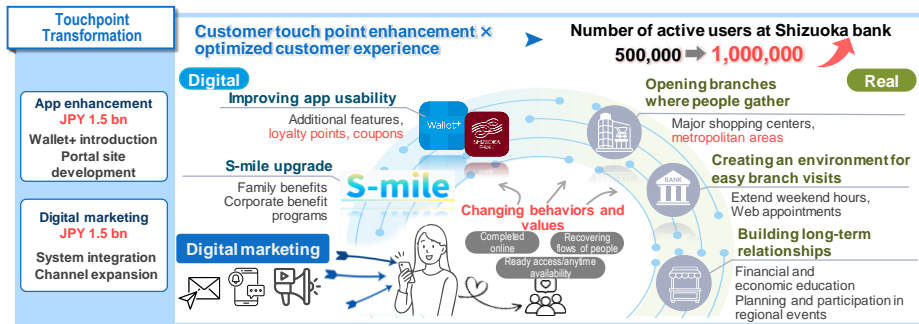 Touchpoint
Transformation
App enhancement
JPY 1.5 bn
Wallet+ introduction
Portal site
development
Digital marketing
JPY 1.5 bn
System integration
Channel expansion
Customer touch point enhancement ×
optimized customer experience
Number of active users at Shizuoka bank
500,000
1,000,000
Digital
Real
Improving app usability
Additional features,
loyalty points, coupons
Wallet+
SHIZUOKA
BANK
S-mile upgrade
Family benefits
Corporate benefit
programs
S-mile
Digital marketing
Changing behaviors and
values
Completed
online
Recovering
flows of people
Ready access/anytime
availability
Opening branches
where people gather
Major shopping centers,
metropolitan areas
BANK
Creating an environment for
easy branch visits
Extend weekend hours,
Web appointments
Building long-term
relationships
Financial and
economic education
Planning and participation in
regional events